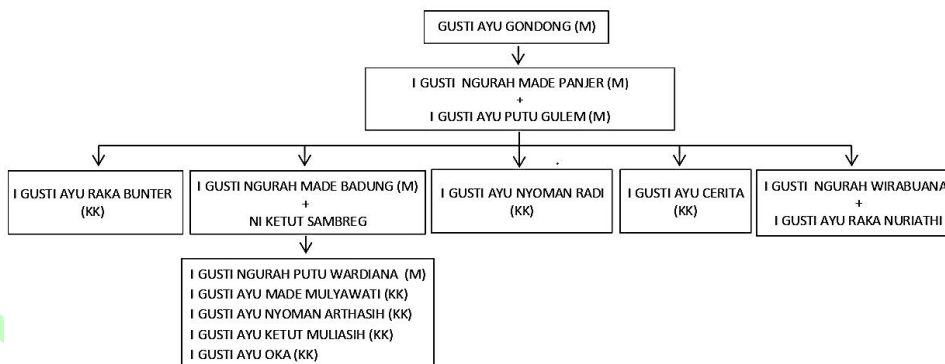 GUSTI AYU GONDONG (M)
I GUSTI NGURAH MADE PANJER (M)
+
I GUSTI AYU PUTU GULEM (M)
I GUSTI AYU RAKA BUNTER
(KK)
I GUSTI NGURAH MADE BADUNG (M)
+
NI KETUT SAMBREG
I GUSTI AYU NYOMAN RADI
(KK)
I GUSTI AYU CERITA
(KK)
I GUSTI NGURAH WIRABUANA
+
I GUSTI AYU RAKA NURIATHI
I GUSTI NGURAH PUTU WARDIANA (M)
I GUSTI AYU MADE MULYAWATI (KK)
I GUSTI AYU NYOMAN ARTHASIH (KK)
I GUSTI AYU KETUT MULIASIH (KK)
I GUSTI AYU OKA (KK)